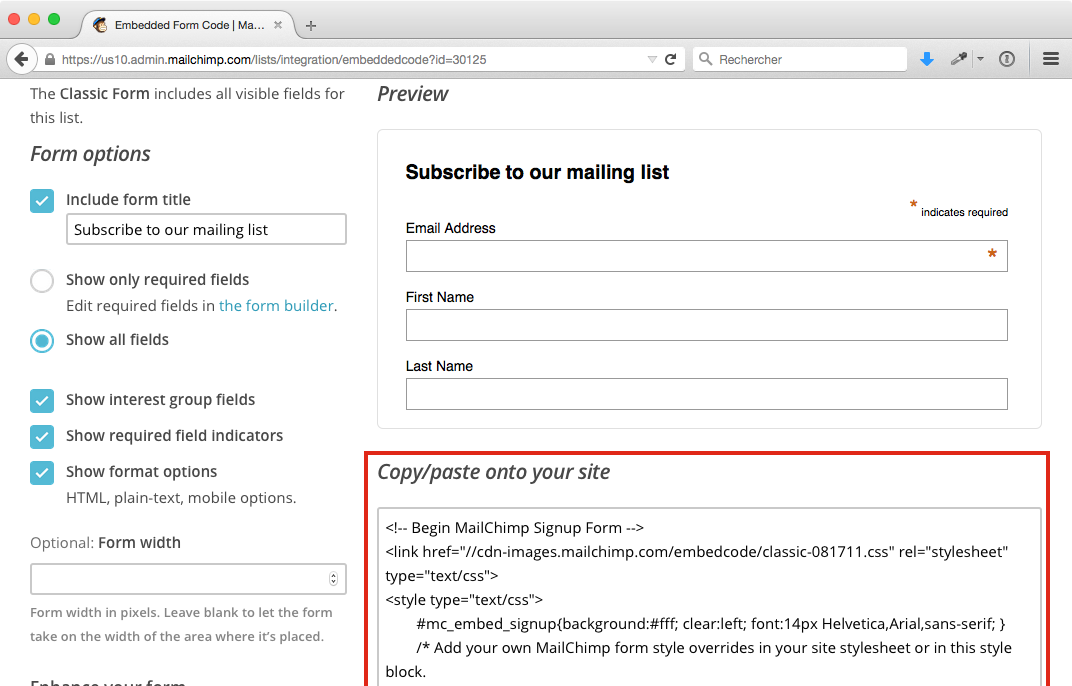 Embedded Form Code | Ma...
https://us10.admin.mailchimp.com/lists/integration/embeddedcode?id=30125
Rechercher
The Classic Form includes all visible fields for
this list.
Form options
Include form title
Subscribe to our mailing list
Show only required fields
Edit required fields in the form builder.
Show all fields
Show interest group fields
Show required field indicators
Show format options
HTML, plain-text, mobile options.
Optional: Form width
Form width in pixels. Leave blank to let the form
take on the width of the area where it's placed.
Enhance your form
Preview
Subscribe to our mailing list
* indicates required
Email Address
*
First Name
Last Name
Copy/paste onto your site
<!-- Begin MailChimp Signup Form -->
<link href="//cdn-images.mailchimp.com/embedcode/classic-081711.css" rel="stylesheet"
type="text/css">
<style type="text/css">
#mc_embed_signup{background:#fff; clear:left; font:14px Helvetica,Arial,sans-serif; }
/* Add your own MailChimp form style overrides in your site stylesheet or in this style
block.